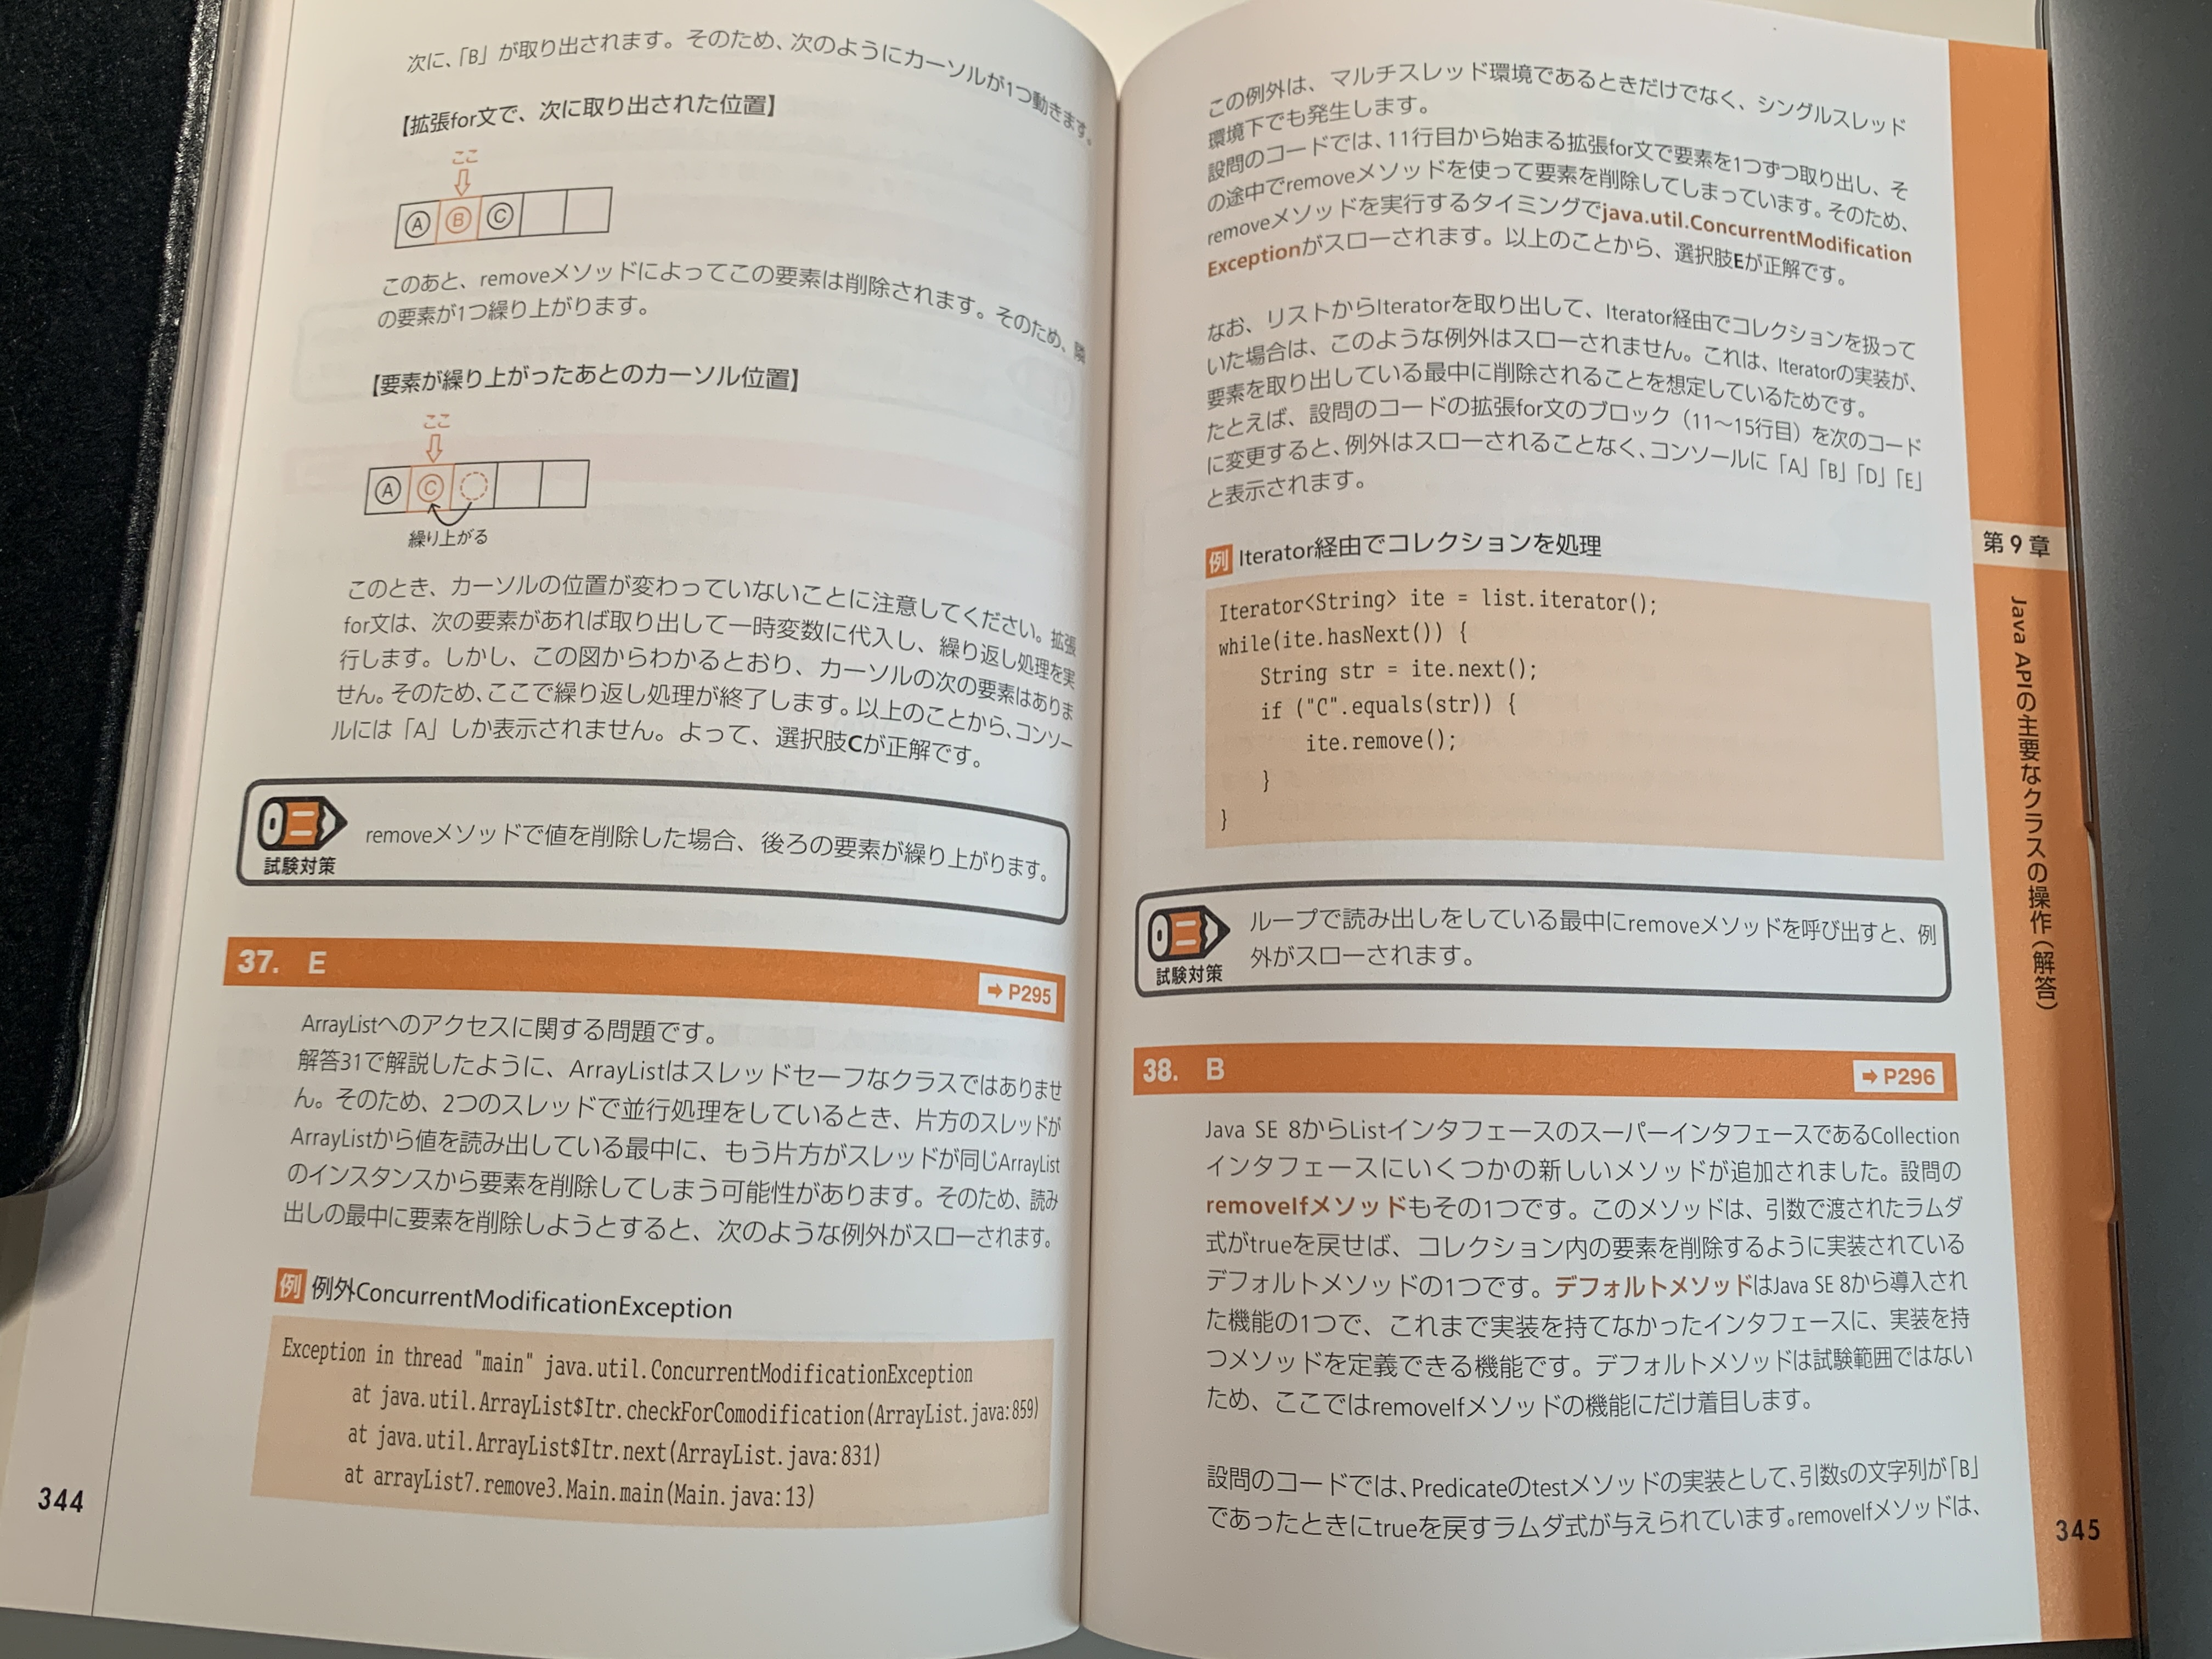 次に、「B」が取り出されます。そのため、次のようにカーソルが1つ動きます。
【拡張for文で、次に取り出された位置】
ここ
A B C
このあと、removeメソッドによってこの要素は削除されます。そのため、隣
の要素が1つ繰り上がります。
【要素が繰り上がったあとのカーソル位置】
ここ
A C
繰り上がる
このとき、カーソルの位置が変わっていないことに注意してください。拡張
for文は、次の要素があれば取り出して一時変数に代入し、繰り返し処理を実
行します。しかし、この図からわかるとおり、カーソルの次の要素はありま
せん。そのため、ここで繰り返し処理が終了します。以上のことから、コンソー
ルには「A」しか表示されません。よって、選択肢Cが正解です。
試験対策
removeメソッドで値を削除した場合、後ろの要素が繰り上がります。
37. E
➡ P295
ArrayListへのアクセスに関する問題です。
解答31で解説したように、ArrayListはスレッドセーフなクラスではありませ
ん。そのため、2つのスレッドで並行処理をしているとき、片方のスレッドが
ArrayListから値を読み出している最中に、もう片方がスレッドが同じArrayList
のインスタンスから要素を削除してしまう可能性があります。そのため、読み
出しの最中に要素を削除しようとすると、次のような例外がスローされます。
例 例外ConcurrentModificationException
Exception in thread "main" java.util.ConcurrentModificationException
at java.util.ArrayList$Itr.checkForComodification(ArrayList.java:859)
at java.util.ArrayList$Itr.next(ArrayList.java:831)
at arrayList7.remove3.Main.main(Main.java:13)
344
この例外は、マルチスレッド環境であるときだけでなく、シングルスレッド
環境下でも発生します。
設問のコードでは、11行目から始まる拡張for文で要素を1つずつ取り出し、そ
の途中でremoveメソッドを使って要素を削除してしまっています。そのため、
removeメソッドを実行するタイミングでjava.util.ConcurrentModification
Exceptionがスローされます。以上のことから、選択肢Eが正解です。
なお、リストからIteratorを取り出して、Iterator経由でコレクションを扱って
いた場合は、このような例外はスローされません。これは、Iteratorの実装が、
要素を取り出している最中に削除されることを想定しているためです。
たとえば、設問のコードの拡張for文のブロック（11〜15行目）を次のコード
に変更すると、例外はスローされることなく、コンソールに「A」「B」「D」「E」
と表示されます。
例 Iterator経由でコレクションを処理
Iterator<String> ite = list.iterator();
while(ite.hasNext()) {
String str = ite.next();
if ("C".equals(str)) {
ite.remove();
}
}
試験対策
ループで読み出しをしている最中にremoveメソッドを呼び出すと、例
外がスローされます。
38. B
➡ P296
Java SE 8からListインタフェースのスーパーインタフェースであるCollection
インタフェースにいくつかの新しいメソッドが追加されました。設問の
removeIfメソッドもその1つです。このメソッドは、引数で渡されたラムダ
式がtrueを戻せば、コレクション内の要素を削除するように実装されている
デフォルトメソッドの1つです。デフォルトメソッドはJava SE 8から導入され
た機能の1つで、これまで実装を持てなかったインタフェースに、実装を持
つメソッドを定義できる機能です。デフォルトメソッドは試験範囲ではない
ため、ここではremoveIfメソッドの機能にだけ着目します。
設問のコードでは、Predicateのtestメソッドの実装として、引数sの文字列が「B」
であったときにtrueを戻すラムダ式が与えられています。removeIfメソッドは、
第9章
Java APIの主要なクラスの操作（解答）
345